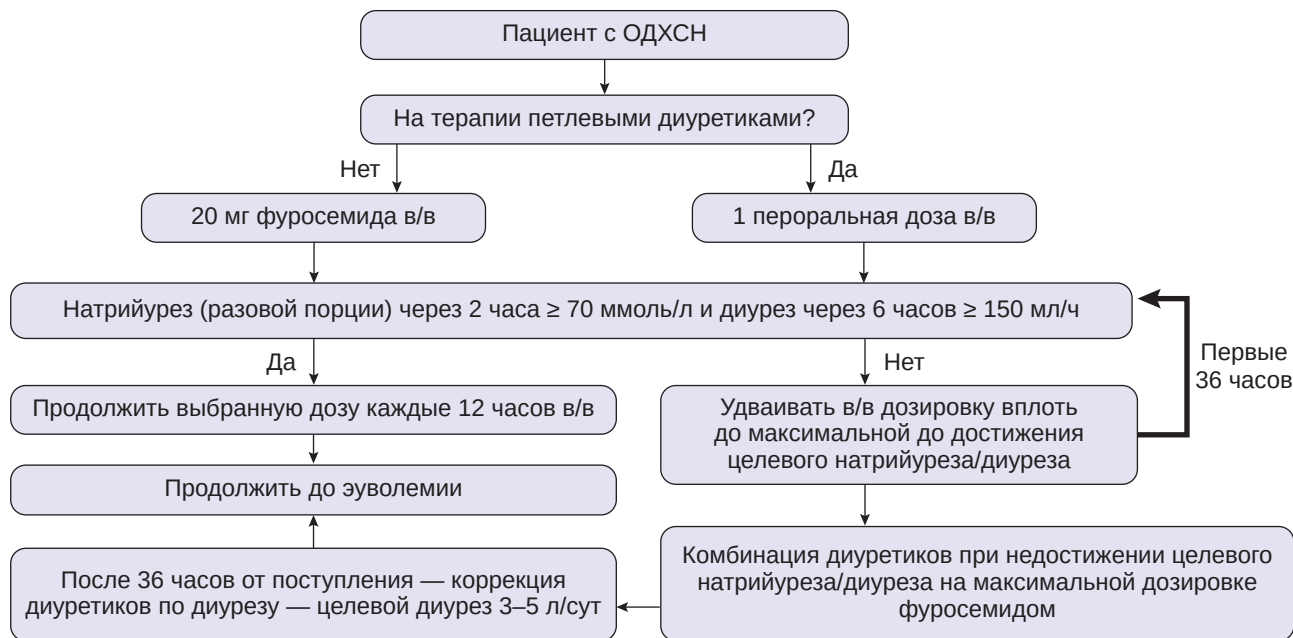 Пациент с ОДХСН
На терапии петлевыми диуретиками?
Нет
Да
20 мг фуросемида в/в
1 пероральная доза в/в
Натрийурез (разовой порции) через 2 часа ≥ 70 ммоль/л и диурез через 6 часов ≥ 150 мл/ч
Да
Нет
Первые
36 часов
Продолжить выбранную дозу каждые 12 часов в/в
Удваивать в/в дозировку вплоть
до максимальной до достижения
целевого натрийуреза/диуреза
Продолжить до эуволемии
После 36 часов от поступления — коррекция
диуретиков по диурезу — целевой диурез 3–5 л/сут
Комбинация диуретиков при недостижении целевого
натрийуреза/диуреза на максимальной дозировке
фуросемидом